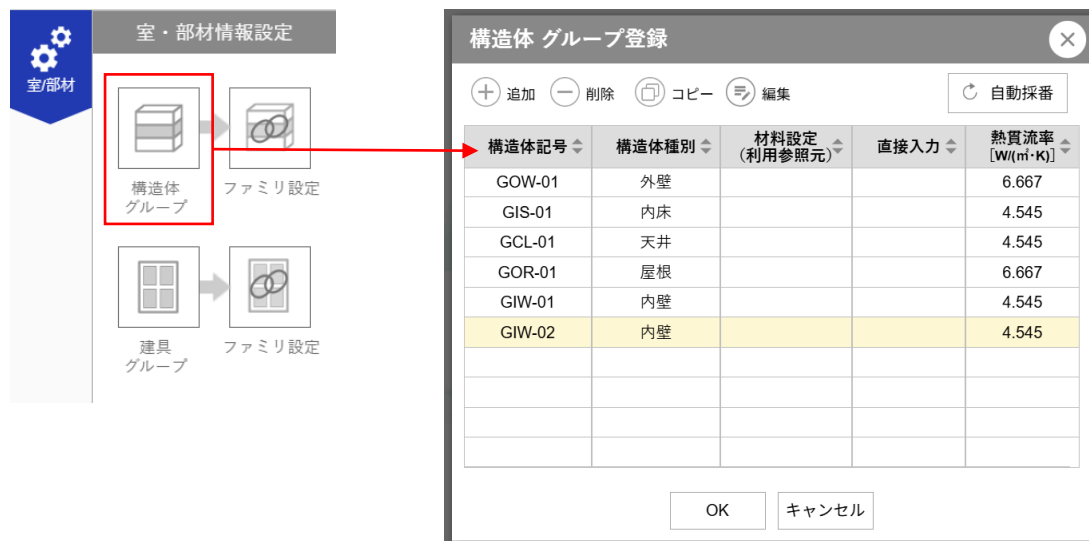 室/部材
室・部材情報設定
構造体
グループ
ファミリ設定
建具
グループ
ファミリ設定
構造体 グループ登録
追加 削除 コピー 編集 自動採番
構造体記号 構造体種別 材料設定 (利用参照元) 直接入力 熱貫流率 [W/(㎡·K)]
GOW-01 外壁 6.667
GIS-01 内床 4.545
GCL-01 天井 4.545
GOR-01 屋根 6.667
GIW-01 内壁 4.545
GIW-02 内壁 4.545
OK キャンセル